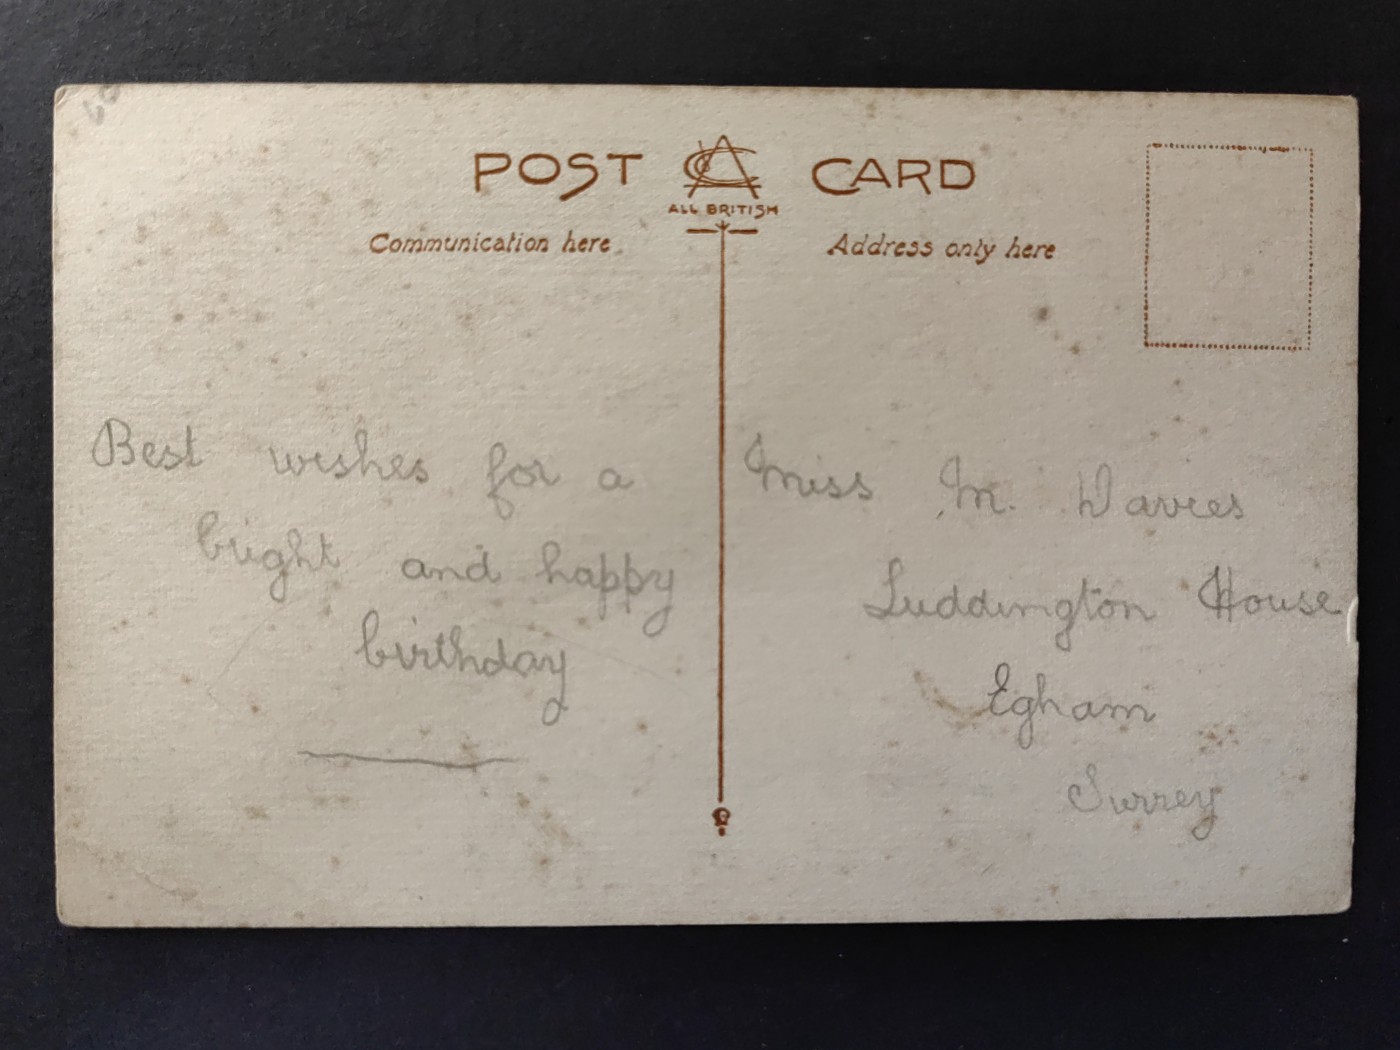 POST CARD
ALL BRITISH
Communication here
Address only here
Best wishes for a
bright and happy
birthday
Miss M. Davies
Luddington House
Egham
Surrey